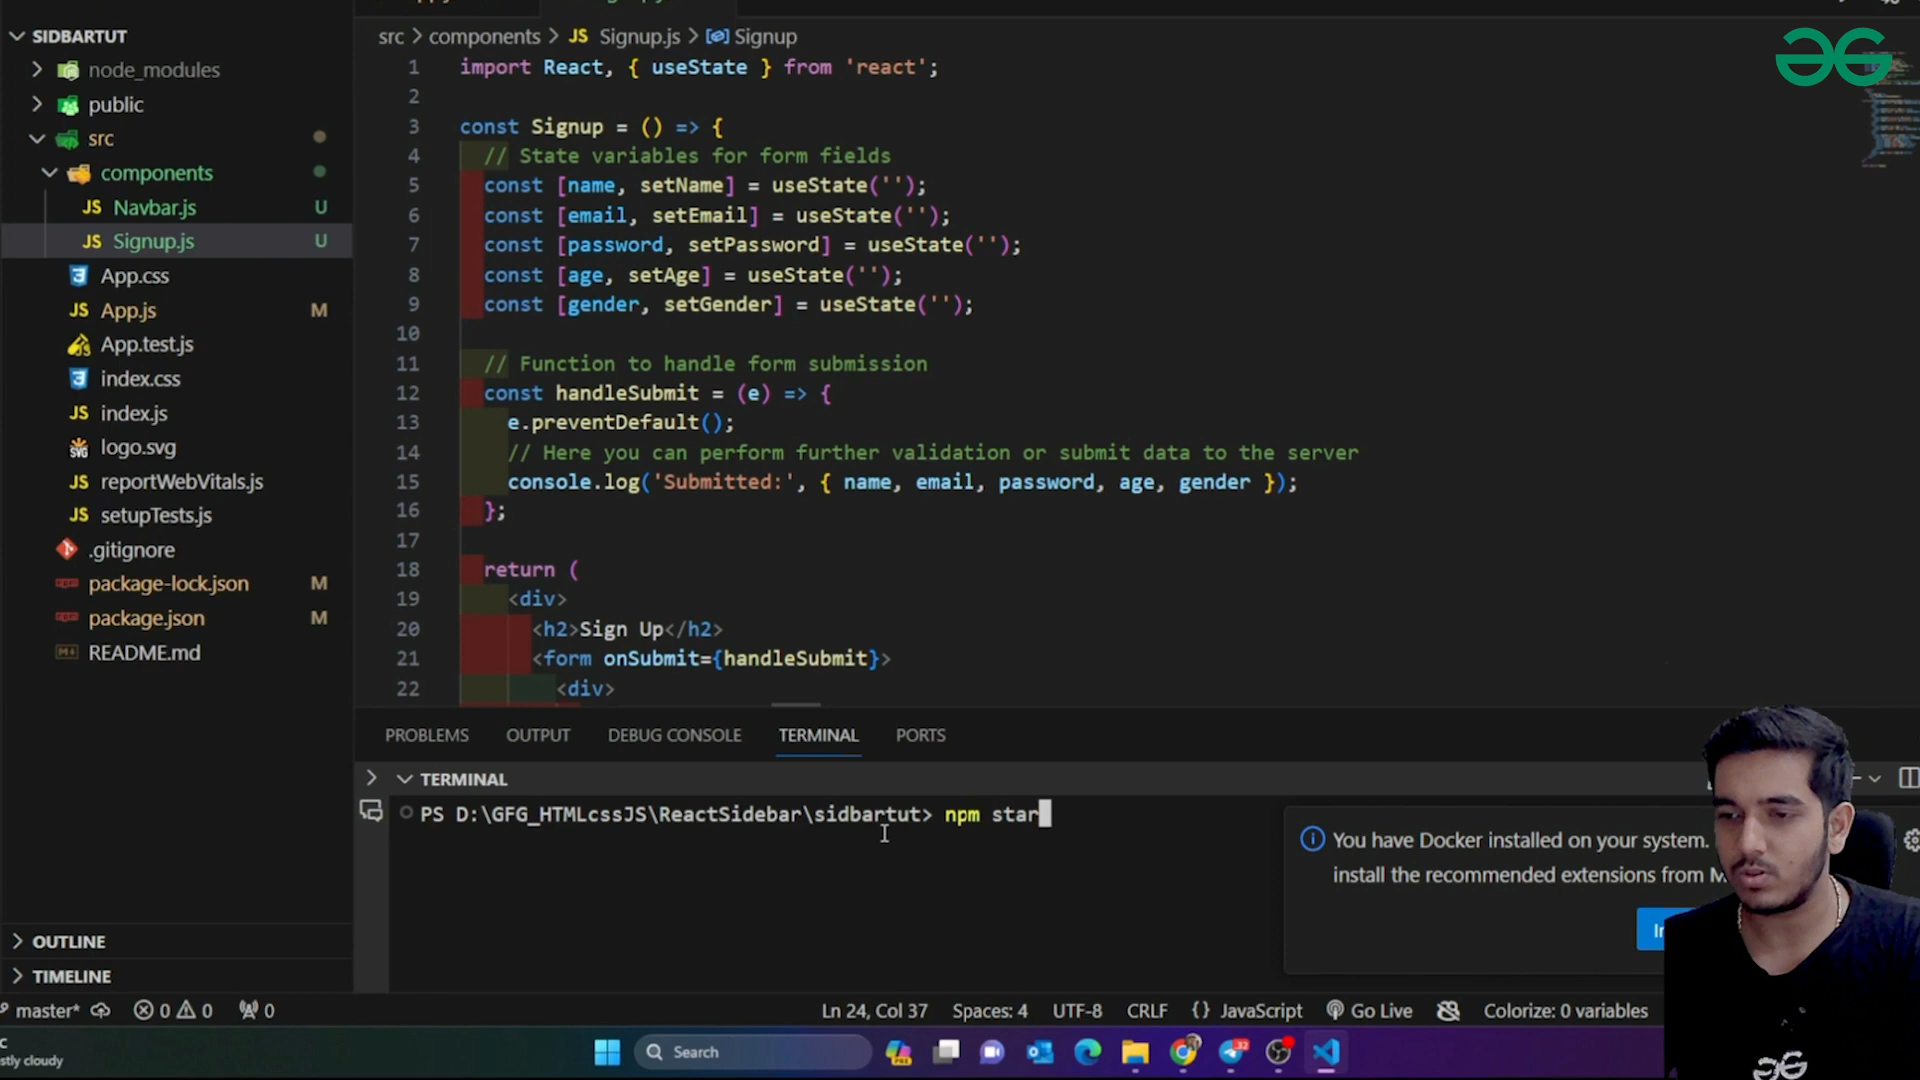 SIDBARTUT
node_modules
public
src
components
JS Navbar.js U
JS Signup.js U
App.css
JS App.js M
App.test.js
index.css
JS index.js
logo.svg
JS reportWebVitals.js
JS setupTests.js
.gitignore
package-lock.json M
package.json M
README.md
OUTLINE
TIMELINE
src > components > JS Signup.js > Signup
1 import React, { useState } from 'react';
2
3 const Signup = () => {
4 // State variables for form fields
5 const [name, setName] = useState('');
6 const [email, setEmail] = useState('');
7 const [password, setPassword] = useState('');
8 const [age, setAge] = useState('');
9 const [gender, setGender] = useState('');
10
11 // Function to handle form submission
12 const handleSubmit = (e) => {
13 e.preventDefault();
14 // Here you can perform further validation or submit data to the server
15 console.log('Submitted:', { name, email, password, age, gender });
16 };
17
18 return (
19 <div>
20 <h2>Sign Up</h2>
21 <form onSubmit={handleSubmit}>
22 <div>
PROBLEMS OUTPUT DEBUG CONSOLE TERMINAL PORTS
TERMINAL
PS D:\GFG_HTMLcssJS\ReactSidebar\sidbartut> npm star
You have Docker installed on your system.
install the recommended extensions from M
master* 0 0 0 Ln 24, Col 37 Spaces: 4 UTF-8 CRLF {} JavaScript Go Live Colorize: 0 variables
Search
stly cloudy